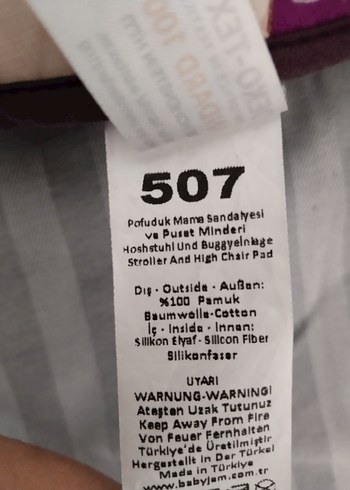 507
Pofuduk Mama Sandalyesi
ve Puset Minderi
Hochstuhl Und Buggyeinlage
Stroller And High Chair Pad
Dış - Outside - Außen:
%100 Pamuk
Baumwolle-Cotton
İç - Inside - Innen:
Silikon Elyaf - Silicon Fiber
Silikonfaser
UYARI
WARNUNG-WARNING!
Ateşten Uzak Tutunuz
Keep Away From Fire
Von Feuer Fernhalten
Türkiye'de Üretilmiştir
Hergestellt in Der Türkei
Made in Türkiye
www.babyjem.com.tr